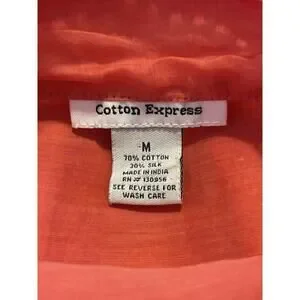 Cotton Express
M
70% COTTON
30% SILK
MADE IN INDIA
RN# 130956
SEE REVERSE FOR
WASH CARE